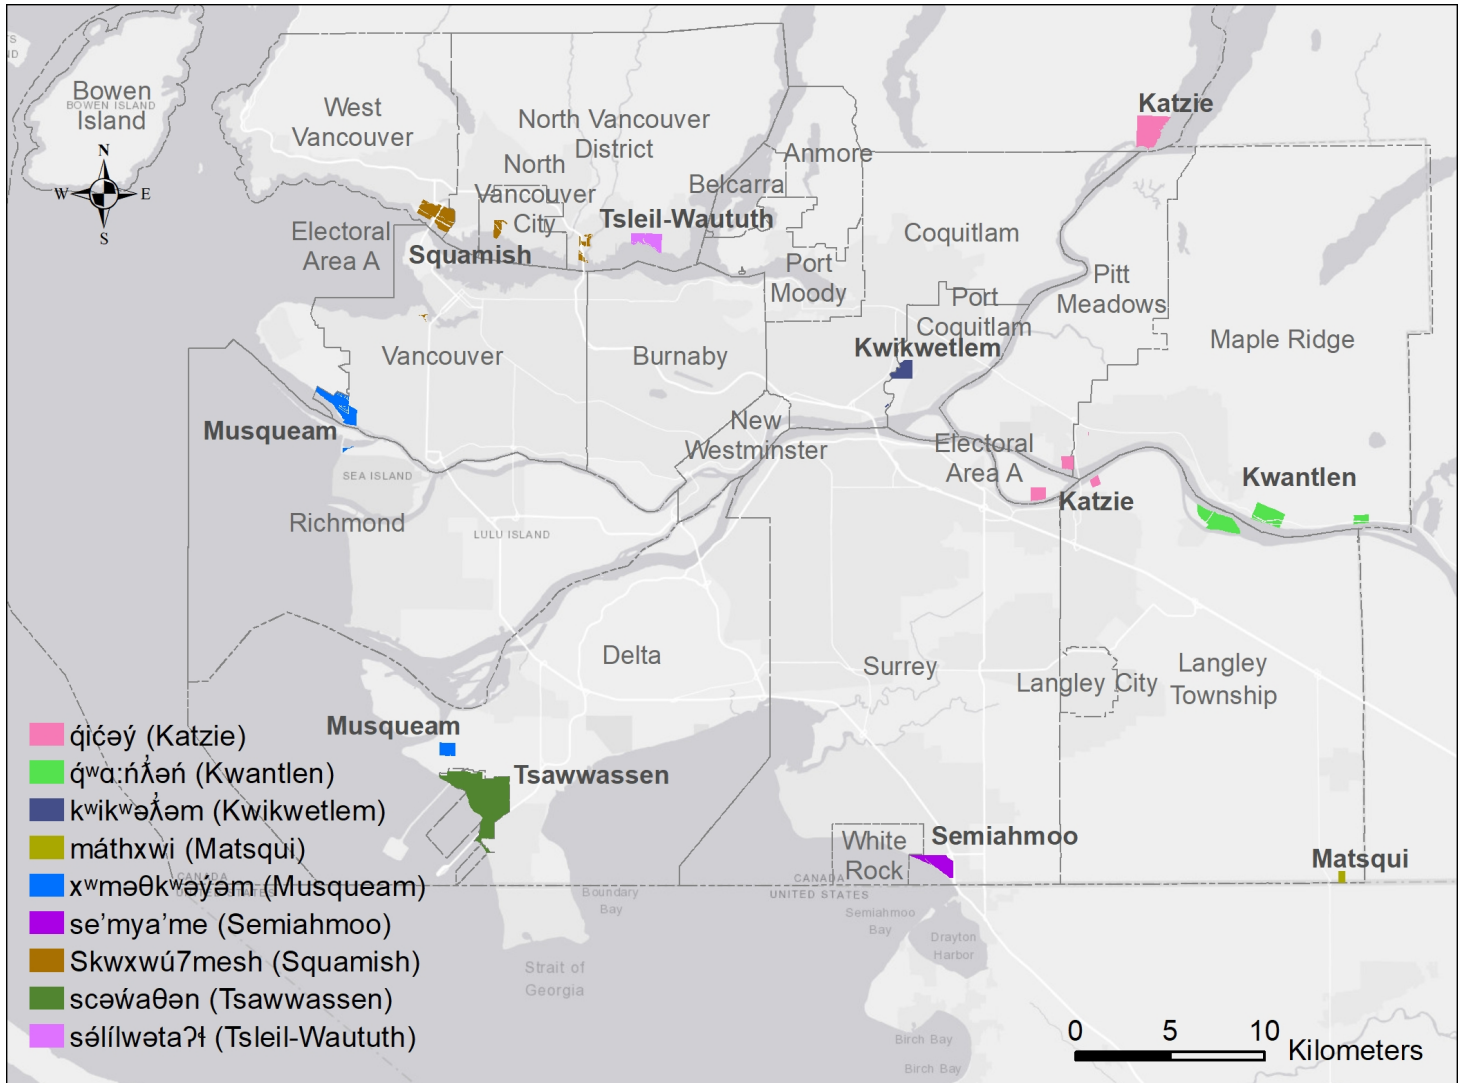 Bowen
BOWEN ISLAND
Island
N
W E
S
West
Vancouver
North Vancouver
District
North
Vancouver
City
Anmore
Belcarra
Katzie
Electoral
Area A
Squamish
Tsleil-Waututh
Port
Moody
Coquitlam
Port
Coquitlam
Pitt
Meadows
Maple Ridge
Kwikwetlem
Vancouver
Burnaby
New
Westminster
Musqueam
SEA ISLAND
Richmond
LULU ISLAND
Electoral
Area A
Katzie
Kwantlen
Delta
Surrey
Langley City
Langley
Township
Musqueam
Tsawwassen
White
Rock
Semiahmoo
Matsqui
CANADA
UNITED STATES
CANADA
Boundary
Bay
Semiahmoo
Bay
Drayton
Harbor
Strait of
Georgia
Birch Bay
Birch Bay
q̓ic̓əy̓ (Katzie)
q̓ʷɑ:n̓ƛ̓ən̓ (Kwantlen)
kʷikʷəƛ̓əm (Kwikwetlem)
máthxwi (Matsqui)
xʷməθkʷəy̓əm (Musqueam)
se’mya’me (Semiahmoo)
Skwxwú7mesh (Squamish)
scəw̓aθən (Tsawwassen)
səl̓ílwətaʔɬ (Tsleil-Waututh)
0 5 10
Kilometers